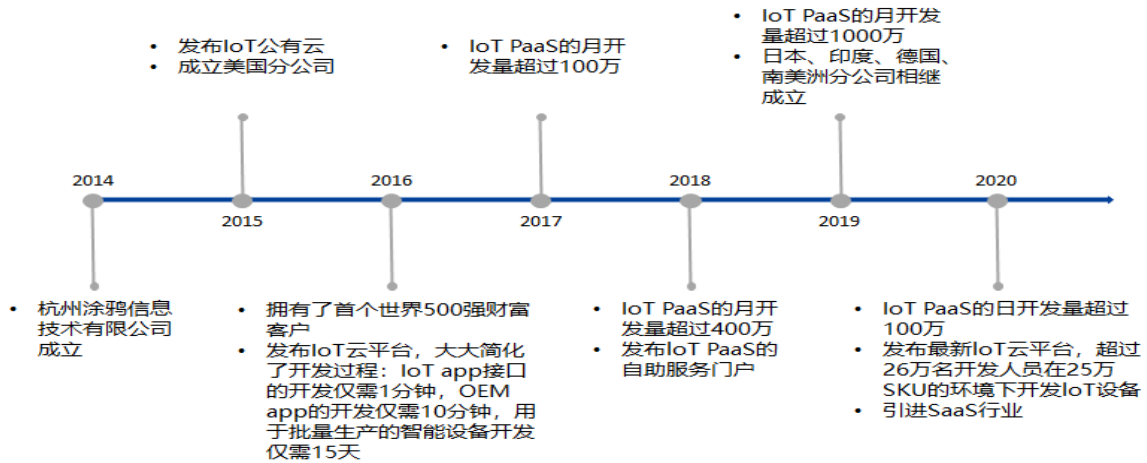 • 发布IoT公有云
• 成立美国分公司
• IoT PaaS的月开
发量超过100万
• IoT PaaS的月开发
量超过1000万
• 日本、印度、德国、
南美洲分公司相继
成立
2014
2015
2016
2017
2018
2019
2020
• 杭州涂鸦信息
技术有限公司
成立
• 拥有了首个世界500强财富
客户
• 发布IoT云平台，大大简化
了开发过程：IoT app接口
的开发仅需1分钟，OEM
app的开发仅需10分钟，用
于批量生产的智能设备开发
仅需15天
• IoT PaaS的月开
发量超过400万
• 发布IoT PaaS的
自助服务门户
• IoT PaaS的日开发量超过
100万
• 发布最新IoT云平台，超过
26万名开发人员在25万
SKU的环境下开发IoT设备
• 引进SaaS行业